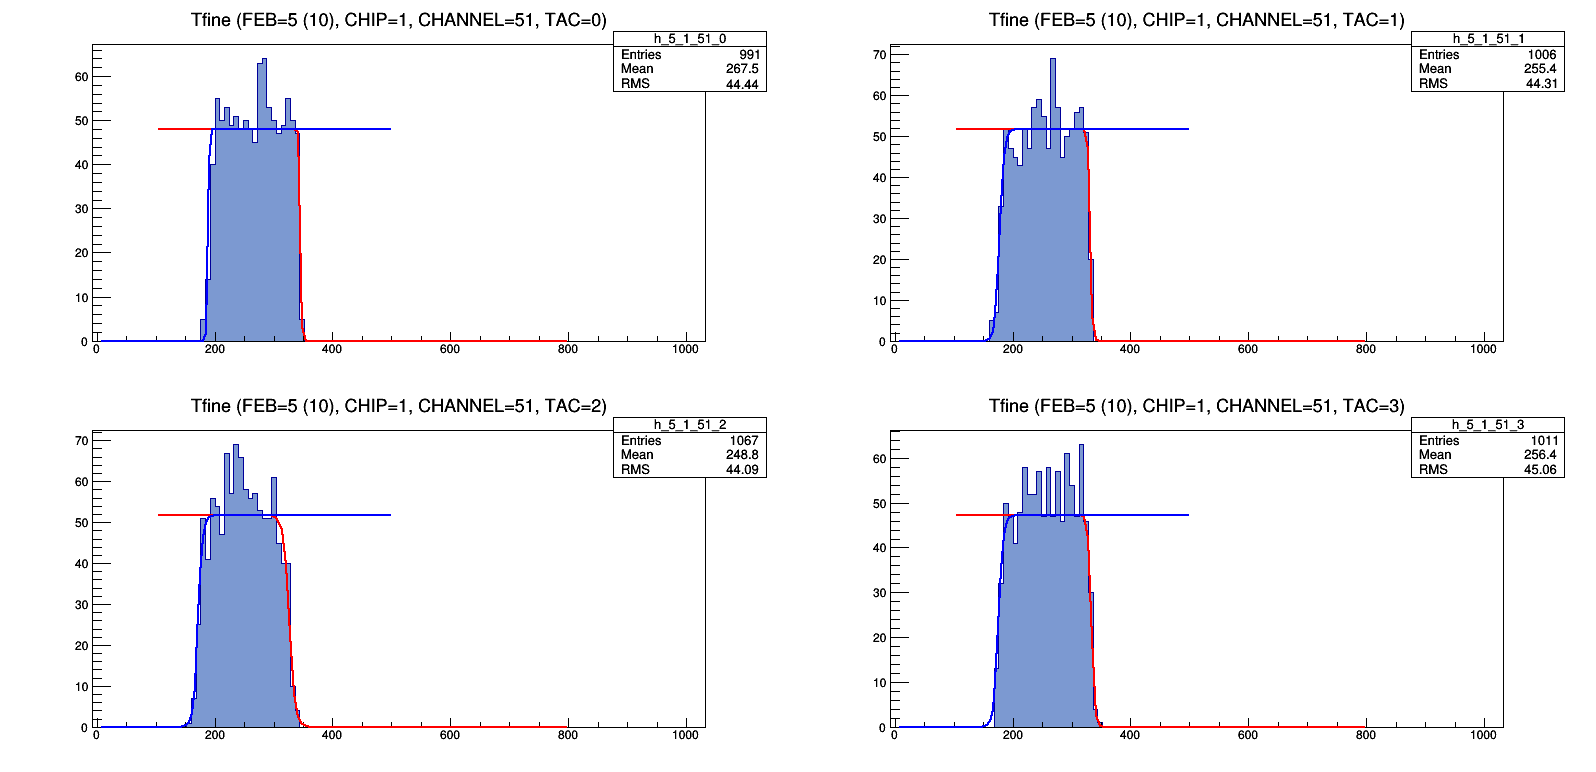 Tfine (FEB=5 (10), CHIP=1, CHANNEL=51, TAC=0)
h_5_1_51_0
Entries 991
Mean 267.5
RMS 44.44
60
50
40
30
20
10
0
0 200 400 600 800 1000
Tfine (FEB=5 (10), CHIP=1, CHANNEL=51, TAC=1)
h_5_1_51_1
Entries 1006
Mean 255.4
RMS 44.31
70
60
50
40
30
20
10
0
0 200 400 600 800 1000
Tfine (FEB=5 (10), CHIP=1, CHANNEL=51, TAC=2)
h_5_1_51_2
Entries 1067
Mean 248.8
RMS 44.09
70
60
50
40
30
20
10
0
0 200 400 600 800 1000
Tfine (FEB=5 (10), CHIP=1, CHANNEL=51, TAC=3)
h_5_1_51_3
Entries 1011
Mean 256.4
RMS 45.06
60
50
40
30
20
10
0
0 200 400 600 800 1000